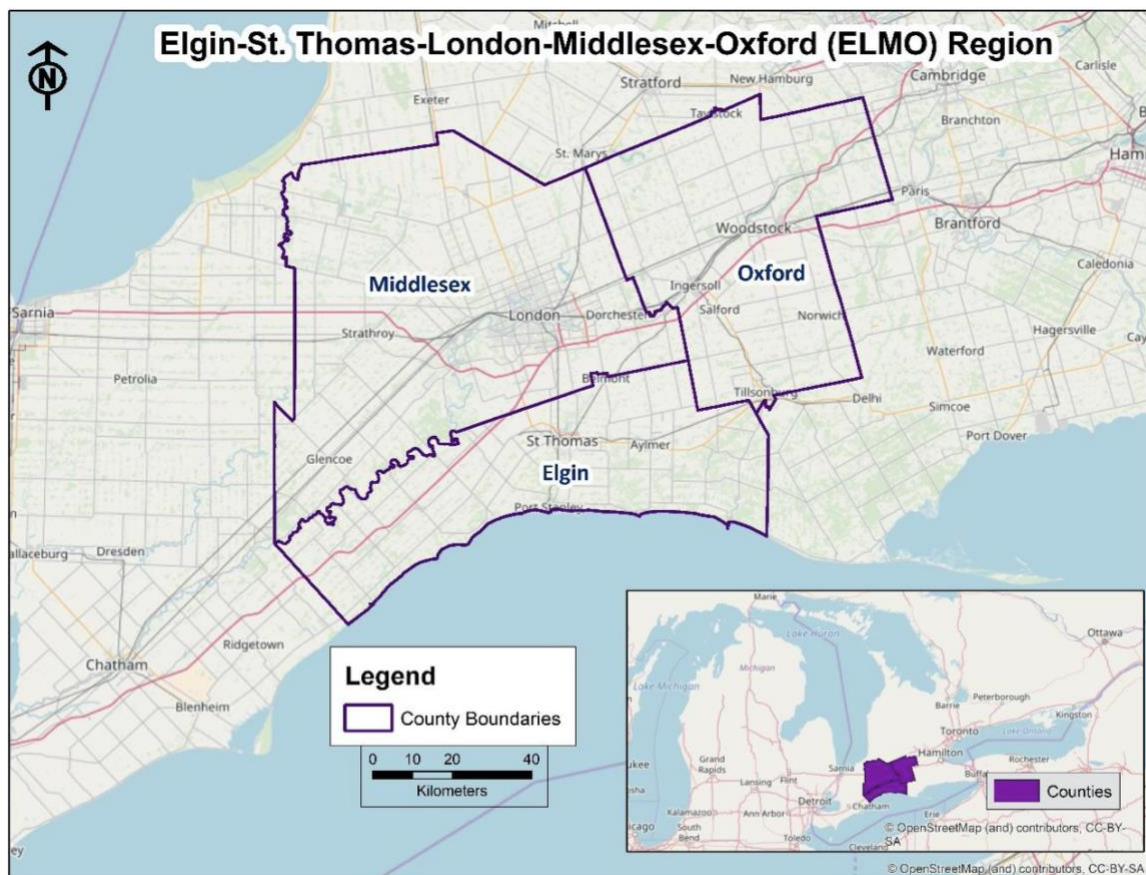 Elgin-St. Thomas-London-Middlesex-Oxford (ELMO) Region
N
Mitchell
Stratford
New Hamburg
Cambridge
Carlisle
Exeter
Tavistock
Branchton
St. Marys
Paris
Woodstock
Brantford
Middlesex
Oxford
Caledonia
Ingersoll
Sarnia
London
Dorchester
Salford
Norwich
Hagersville
Strathroy
Waterford
Petrolia
Belmont
Tillsonburg
Delhi
Simcoe
St Thomas
Aylmer
Port Dover
Glencoe
Elgin
Port Stanley
Dresden
allaceburg
Ridgetown
Chatham
Blenheim
Legend
County Boundaries
0 10 20 40
Kilometers
Marie
Lake Huron
Ottawa
Michigan
Lake Michigan
Peterborough
Barrie
Kingston
Toronto
Lake Ontario
Hamilton
Grand
Rapids
Sarnia
Rochester
ukee
Lansing
Flint
Buff
Detroit
Chatham
Counties
Kalamazoo
Ann Arbor
Erie
South
Bend
Toledo
Cleveland
icago
© OpenStreetMap (and) contributors, CC-BY-
SA
© OpenStreetMap (and) contributors, CC-BY-SA